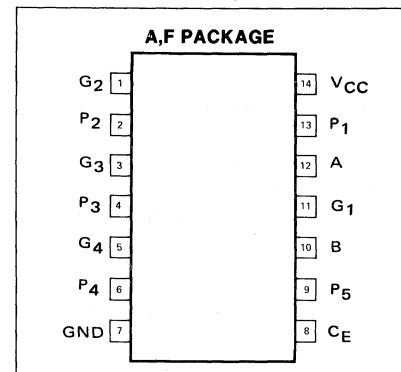 A,F PACKAGE
G2 1 14 VCC
P2 2 13 P1
G3 3 12 A
P3 4 11 G1
G4 5 10 B
P4 6 9 P5
GND 7 8 CE